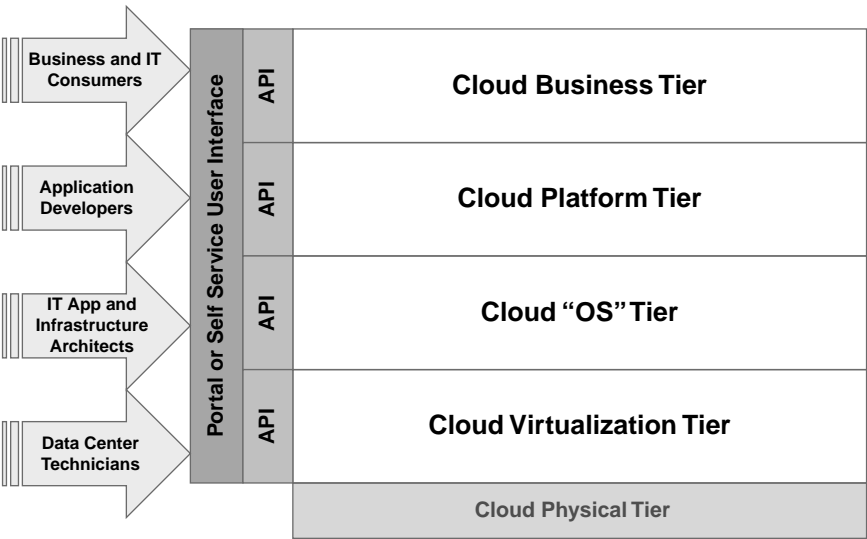 Business and IT
Consumers
Application
Developers
IT App and
Infrastructure
Architects
Data Center
Technicians
Portal or Self Service User Interface
API
Cloud Business Tier
API
Cloud Platform Tier
API
Cloud “OS” Tier
API
Cloud Virtualization Tier
Cloud Physical Tier